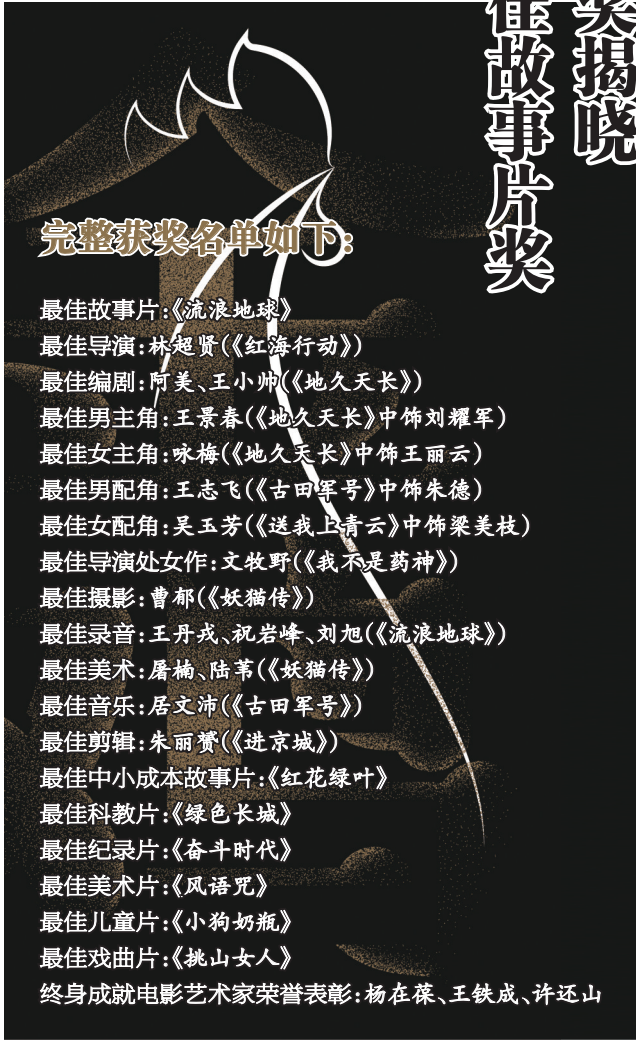 揭晓
佳故事片奖
完整获奖名单如下：
最佳故事片：《流浪地球》
最佳导演：林超贤(《红海行动》)
最佳编剧：阿美、王小帅(《地久天长》)
最佳男主角：王景春(《地久天长》中饰刘耀军)
最佳女主角：咏梅(《地久天长》中饰王丽云)
最佳男配角：王志飞(《古田军号》中饰朱德)
最佳女配角：吴玉芳(《送我上青云》中饰梁美枝)
最佳导演处女作：文牧野(《我不是药神》)
最佳摄影：曹郁(《妖猫传》)
最佳录音：王丹戎、祝岩峰、刘旭(《流浪地球》)
最佳美术：屠楠、陆苇(《妖猫传》)
最佳音乐：居文沛(《古田军号》)
最佳剪辑：朱丽赟(《进京城》)
最佳中小成本故事片：《红花绿叶》
最佳科教片：《绿色长城》
最佳纪录片：《奋斗时代》
最佳美术片：《风语咒》
最佳儿童片：《小狗奶瓶》
最佳戏曲片：《挑山女人》
终身成就电影艺术家荣誉表彰：杨在葆、王铁成、许还山